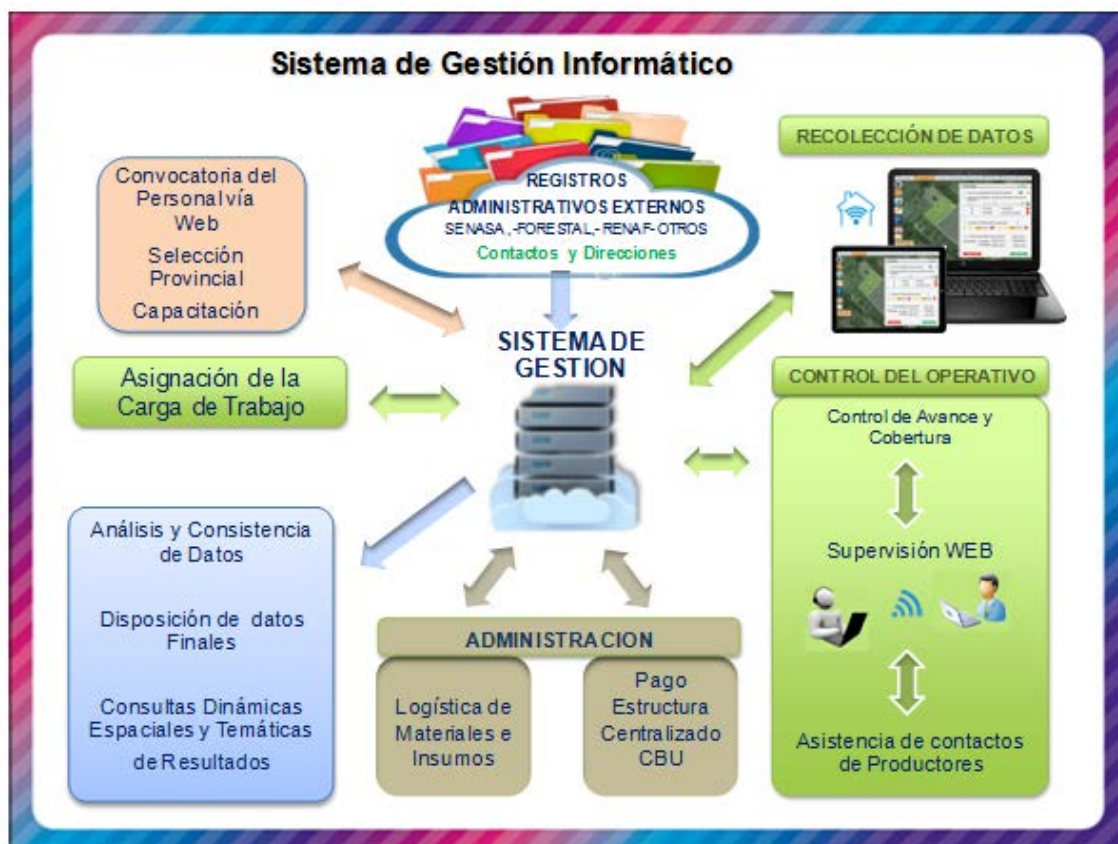 Sistema de Gestión Informático
REGISTROS
ADMINISTRATIVOS EXTERNOS
SENASA,-FORESTAL,- RENAF- OTROS
Contactos y Direcciones
RECOLECCIÓN DE DATOS
Convocatoria del
Personal vía
Web
Selección
Provincial
Capacitación
SISTEMA DE
GESTION
Asignación de la
Carga de Trabajo
CONTROL DEL OPERATIVO
Control de Avance y
Cobertura
Supervisión WEB
Asistencia de contactos
de Productores
Análisis y Consistencia
de Datos
Disposición de datos
Finales
Consultas Dinámicas
Espaciales y Temáticas
de Resultados
ADMINISTRACION
Logística de
Materiales e
Insumos
Pago
Estructura
Centralizado
CBU